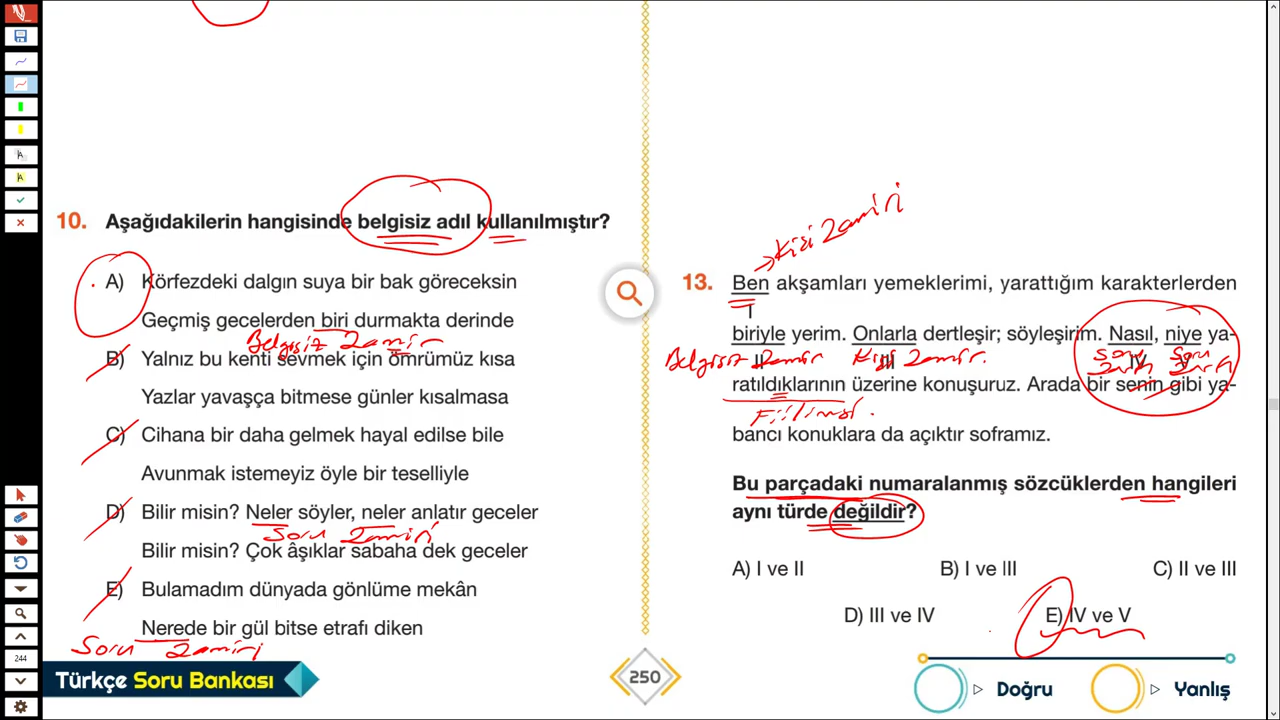 10. Aşağıdakilerin hangisinde belgisiz adıl kullanılmıştır?
A) Körfezdeki dalgın suya bir bak göreceksin
Geçmiş gecelerden biri durmakta derinde
Belgisiz zamir
B) Yalnız bu kenti sevmek için ömrümüz kısa
Yazlar yavaşça bitmese günler kısalmasa
C) Cihana bir daha gelmek hayal edilse bile
Avunmak istemeyiz öyle bir teselliyle
D) Bilir misin? Neler söyler, neler anlatır geceler
Soru zamiri
Bilir misin? Çok âşıklar sabaha dek geceler
E) Bulamadım dünyada gönlüme mekân
Nerede bir gül bitse etrafı diken
Soru zamiri
Türkçe Soru Bankası
250
→Kişi zamiri
13. Ben akşamları yemeklerimi, yarattığım karakterlerden
I
biriyle yerim. Onlarla dertleşir; söyleşirim. Nasıl, niye ya-
II III IV V
Belgisiz zamir Kişi zamir. Soru zarfı Soru zarfı
ratıldıklarının üzerine konuşuruz. Arada bir senin gibi ya-
Fiilimsi.
bancı konuklara da açıktır soframız.
Bu parçadaki numaralanmış sözcüklerden hangileri
aynı türde değildir?
A) I ve II B) I ve III C) II ve III
D) III ve IV E) IV ve V
Doğru Yanlış
244